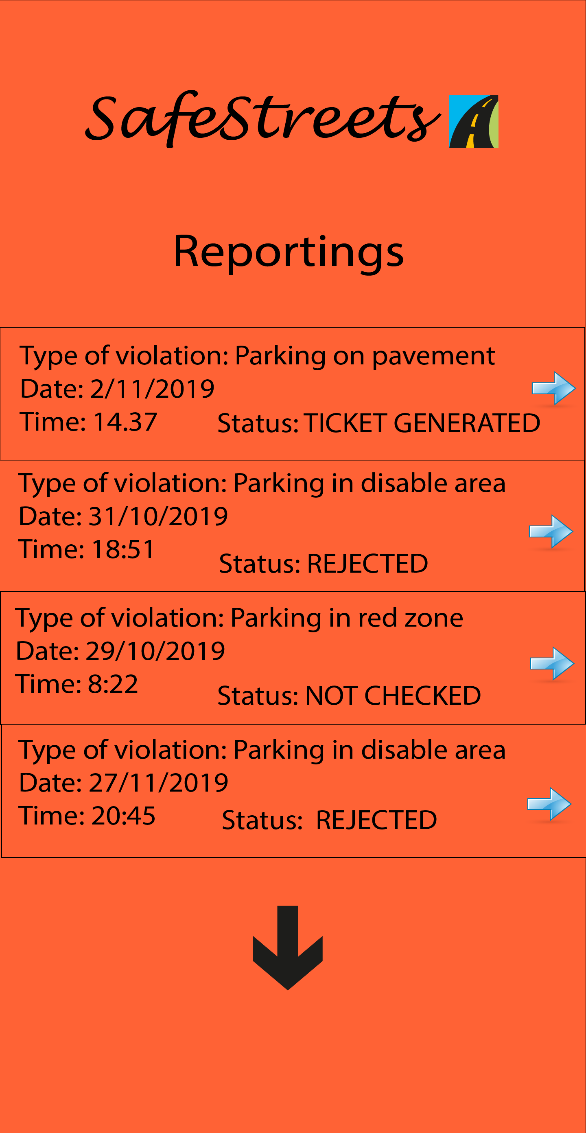 SafeStreets
Reportings
Type of violation: Parking on pavement
Date: 2/11/2019
Time: 14.37 Status: TICKET GENERATED
Type of violation: Parking in disable area
Date: 31/10/2019
Time: 18:51 Status: REJECTED
Type of violation: Parking in red zone
Date: 29/10/2019
Time: 8:22 Status: NOT CHECKED
Type of violation: Parking in disable area
Date: 27/11/2019
Time: 20:45 Status: REJECTED